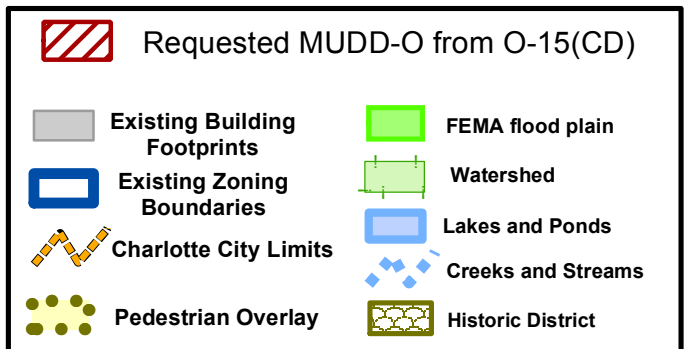 Requested MUDD-O from O-15(CD)
Existing Building
Footprints
Existing Zoning
Boundaries
Charlotte City Limits
Pedestrian Overlay
FEMA flood plain
Watershed
Lakes and Ponds
Creeks and Streams
Historic District